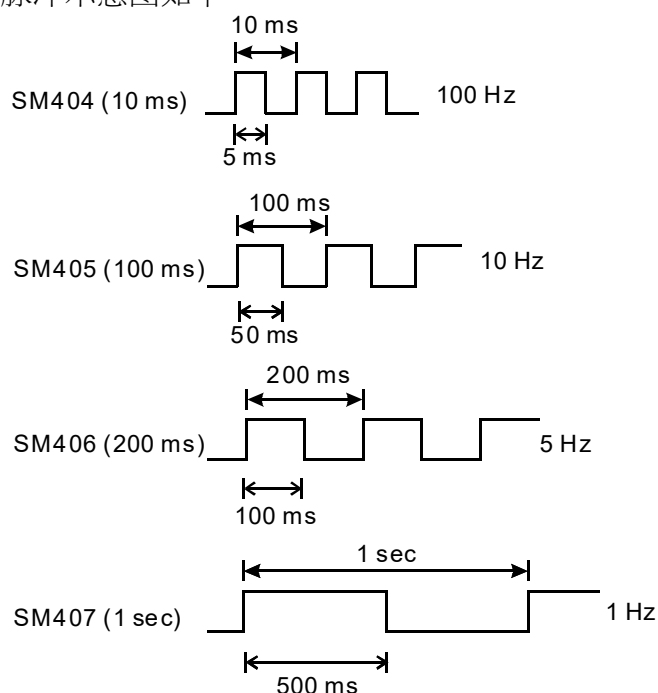 脉冲示意图如下
10 ms
SM404 (10 ms)
100 Hz
5 ms
100 ms
SM405 (100 ms)
10 Hz
50 ms
200 ms
SM406 (200 ms)
5 Hz
100 ms
1 sec
SM407 (1 sec)
1 Hz
500 ms